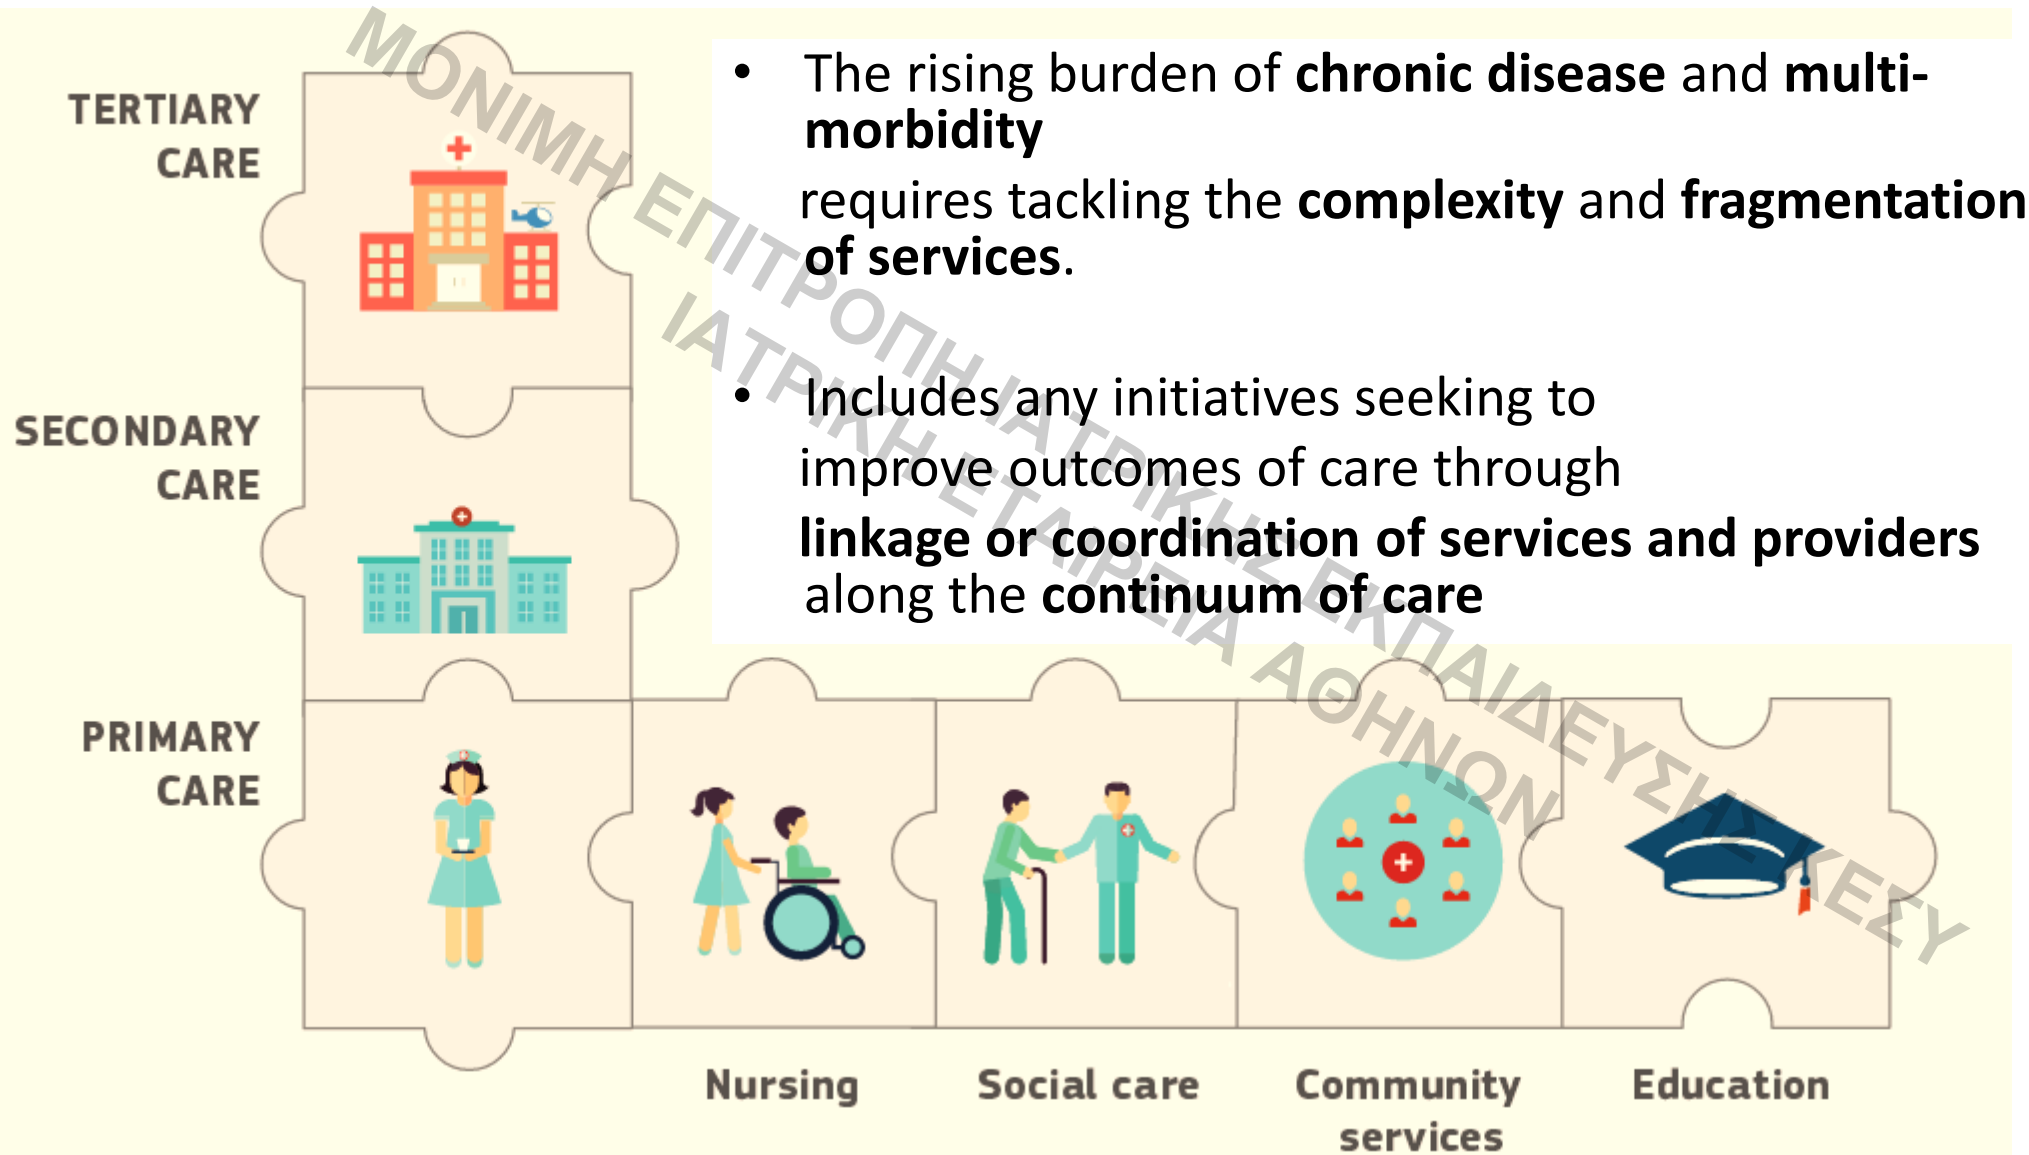 TERTIARY
CARE
• The rising burden of chronic disease and multi-
morbidity
requires tackling the complexity and fragmentation
of services.
• Includes any initiatives seeking to
improve outcomes of care through
linkage or coordination of services and providers
along the continuum of care
SECONDARY
CARE
PRIMARY
CARE
Nursing
Social care
Community
services
Education
ΜΟΝΙΜΗ ΕΠΙΤΡΟΠΗ ΙΑΤΡΙΚΗΣ ΕΚΠΑΙΔΕΥΣΗΣ ΚΕΣΥ
ΙΑΤΡΙΚΗ ΕΤΑΙΡΕΙΑ ΑΘΗΝΩΝ